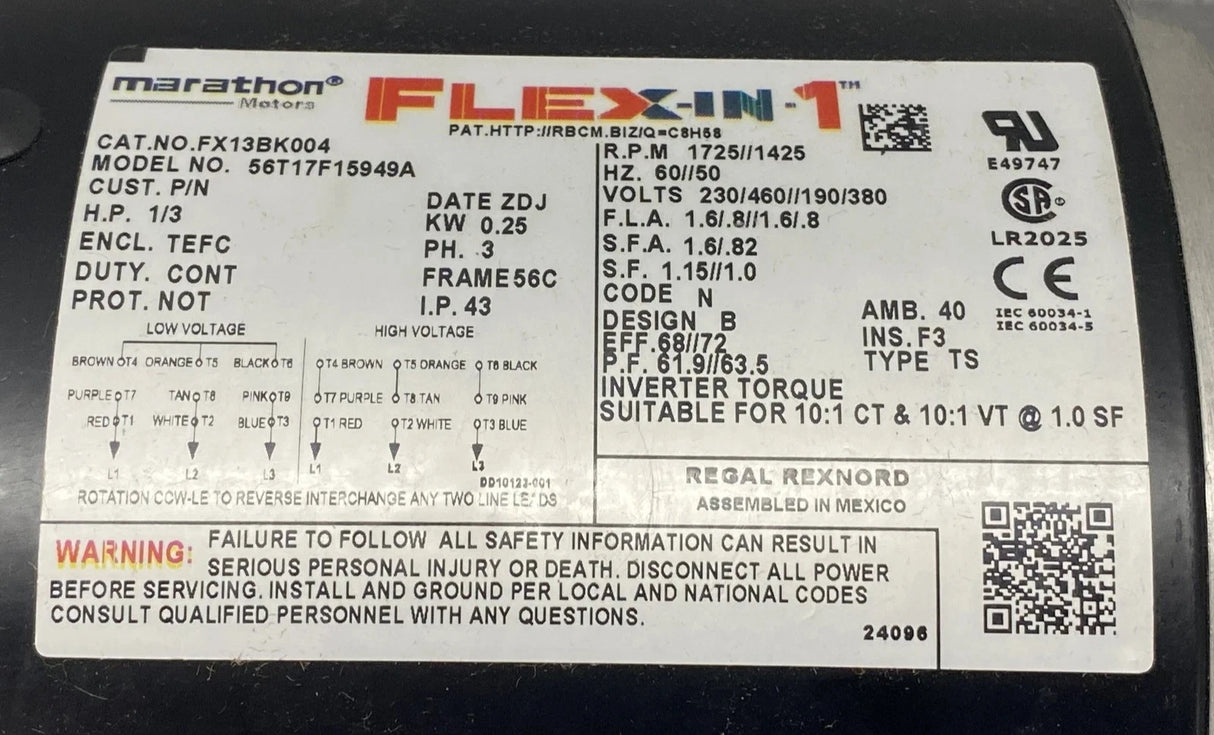 marathon®
Motors
FLEX-IN-1™
PAT.HTTP://RBCM.BIZ/Q=C8H58
CAT.NO.FX13BK004
MODEL NO. 56T17F15949A
CUST. P/N
H.P. 1/3
ENCL. TEFC
DUTY. CONT
PROT. NOT
DATE ZDJ
KW 0.25
PH. 3
FRAME56C
I.P. 43
R.P.M 1725//1425
HZ. 60//50
VOLTS 230/460//190/380
F.L.A. 1.6/.8//1.6/.8
S.F.A. 1.6/.82
S.F. 1.15//1.0
CODE N
DESIGN B
EFF.68//72
P.F. 61.9//63.5
INVERTER TORQUE
SUITABLE FOR 10:1 CT & 10:1 VT @ 1.0 SF
AMB. 40
INS.F3
TYPE TS
E49747
SA®
LR2025
CE
IEC 60034-1
IEC 60034-5
LOW VOLTAGE
BROWN T4 ORANGE T5 BLACK T6
PURPLE T7 TAN T8 PINK T9
RED T1 WHITE T2 BLUE T3
L1 L2 L3
HIGH VOLTAGE
T4 BROWN T5 ORANGE T6 BLACK
T7 PURPLE T8 TAN T9 PINK
T1 RED T2 WHITE T3 BLUE
L1 L2 L3
DD10123-001
ROTATION CCW-LE TO REVERSE INTERCHANGE ANY TWO LINE LEADS
REGAL REXNORD
ASSEMBLED IN MEXICO
WARNING: FAILURE TO FOLLOW ALL SAFETY INFORMATION CAN RESULT IN
SERIOUS PERSONAL INJURY OR DEATH. DISCONNECT ALL POWER
BEFORE SERVICING. INSTALL AND GROUND PER LOCAL AND NATIONAL CODES
CONSULT QUALIFIED PERSONNEL WITH ANY QUESTIONS.
24096